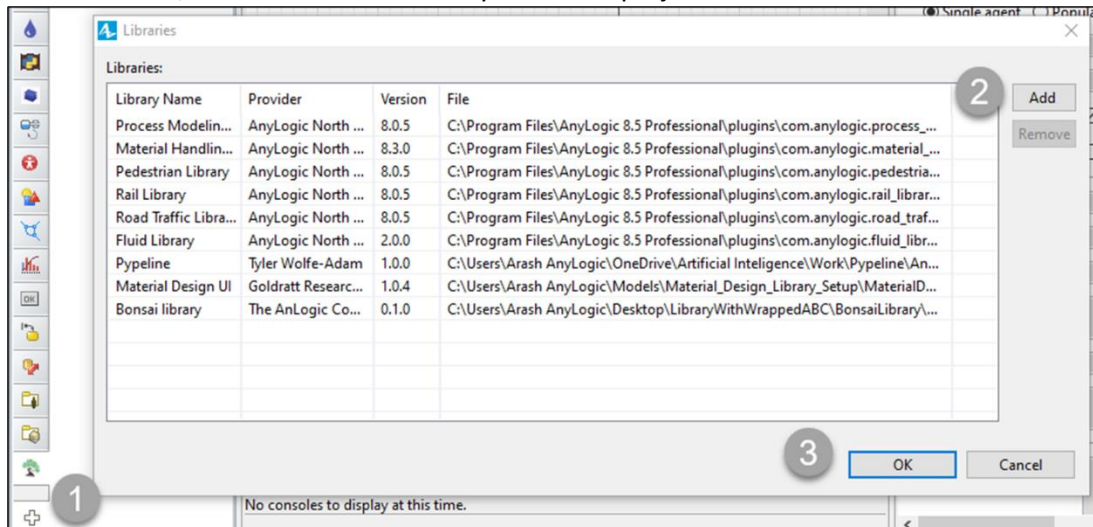 Single agent Popula
Libraries
Libraries:
Library Name Provider Version File
Process Modelin... AnyLogic North ... 8.0.5 C:\Program Files\AnyLogic 8.5 Professional\plugins\com.anylogic.process_...
Material Handlin... AnyLogic North ... 8.3.0 C:\Program Files\AnyLogic 8.5 Professional\plugins\com.anylogic.material_...
Pedestrian Library AnyLogic North ... 8.0.5 C:\Program Files\AnyLogic 8.5 Professional\plugins\com.anylogic.pedestria...
Rail Library AnyLogic North ... 8.0.5 C:\Program Files\AnyLogic 8.5 Professional\plugins\com.anylogic.rail_librar...
Road Traffic Libra... AnyLogic North ... 8.0.5 C:\Program Files\AnyLogic 8.5 Professional\plugins\com.anylogic.road_traf...
Fluid Library AnyLogic North ... 2.0.0 C:\Program Files\AnyLogic 8.5 Professional\plugins\com.anylogic.fluid_libr...
Pypeline Tyler Wolfe-Adam 1.0.0 C:\Users\Arash AnyLogic\OneDrive\Artificial Inteligence\Work\Pypeline\An...
Material Design UI Goldratt Researc... 1.0.4 C:\Users\Arash AnyLogic\Models\Material_Design_Library_Setup\MaterialD...
Bonsai library The AnLogic Co... 0.1.0 C:\Users\Arash AnyLogic\Desktop\LibraryWithWrappedABC\BonsaiLibrary\...
2 Add
Remove
3 OK Cancel
OK
1
No consoles to display at this time.